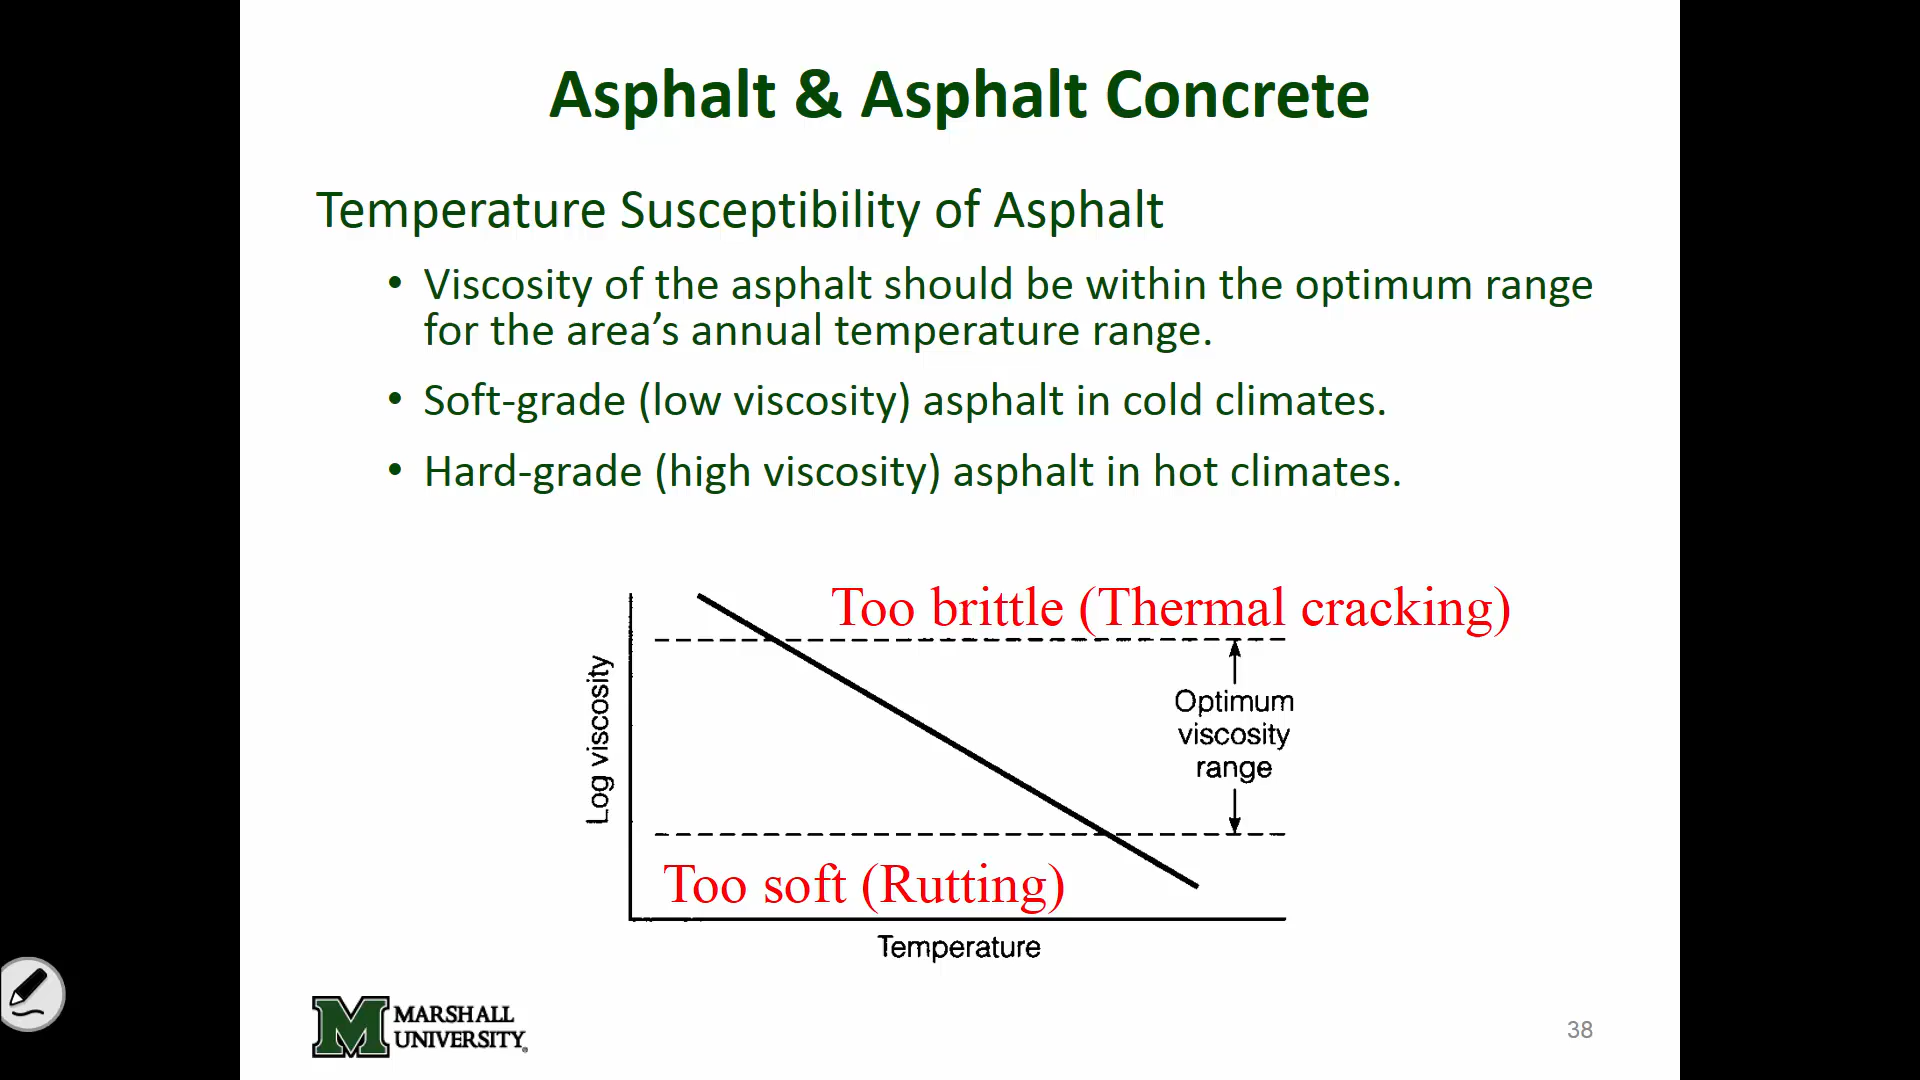 Asphalt & Asphalt Concrete
Temperature Susceptibility of Asphalt
• Viscosity of the asphalt should be within the optimum range
for the area’s annual temperature range.
• Soft-grade (low viscosity) asphalt in cold climates.
• Hard-grade (high viscosity) asphalt in hot climates.
Too brittle (Thermal cracking)
Log viscosity
Optimum
viscosity
range
Too soft (Rutting)
Temperature
M MARSHALL
UNIVERSITY®
38